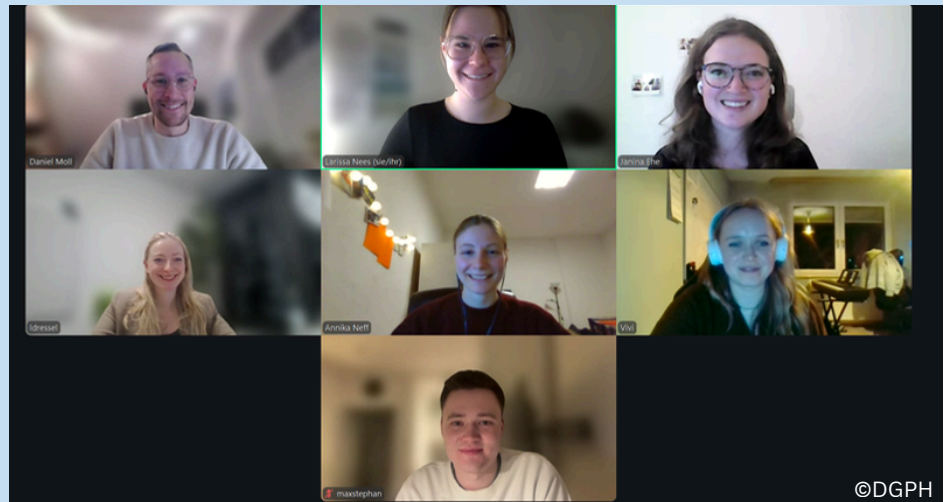 Daniel Moll
Larissa Nees (sie/ihr)
Janina Ehe
ldressel
Annika Neff
Vivi
maxstephan
©DGPH